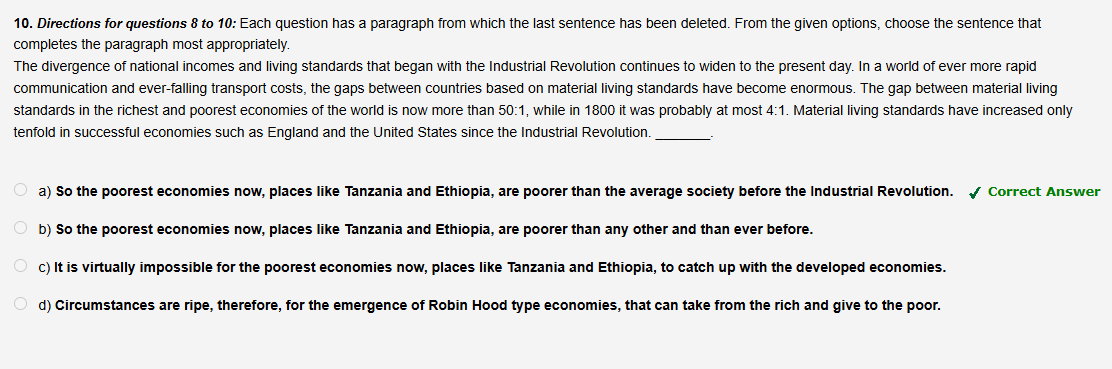 10. Directions for questions 8 to 10: Each question has a paragraph from which the last sentence has been deleted. From the given options, choose the sentence that
completes the paragraph most appropriately.
The divergence of national incomes and living standards that began with the Industrial Revolution continues to widen to the present day. In a world of ever more rapid
communication and ever-falling transport costs, the gaps between countries based on material living standards have become enormous. The gap between material living
standards in the richest and poorest economies of the world is now more than 50:1, while in 1800 it was probably at most 4:1. Material living standards have increased only
tenfold in successful economies such as England and the United States since the Industrial Revolution. ________.
a) So the poorest economies now, places like Tanzania and Ethiopia, are poorer than the average society before the Industrial Revolution. ✓ Correct Answer
b) So the poorest economies now, places like Tanzania and Ethiopia, are poorer than any other and than ever before.
c) It is virtually impossible for the poorest economies now, places like Tanzania and Ethiopia, to catch up with the developed economies.
d) Circumstances are ripe, therefore, for the emergence of Robin Hood type economies, that can take from the rich and give to the poor.